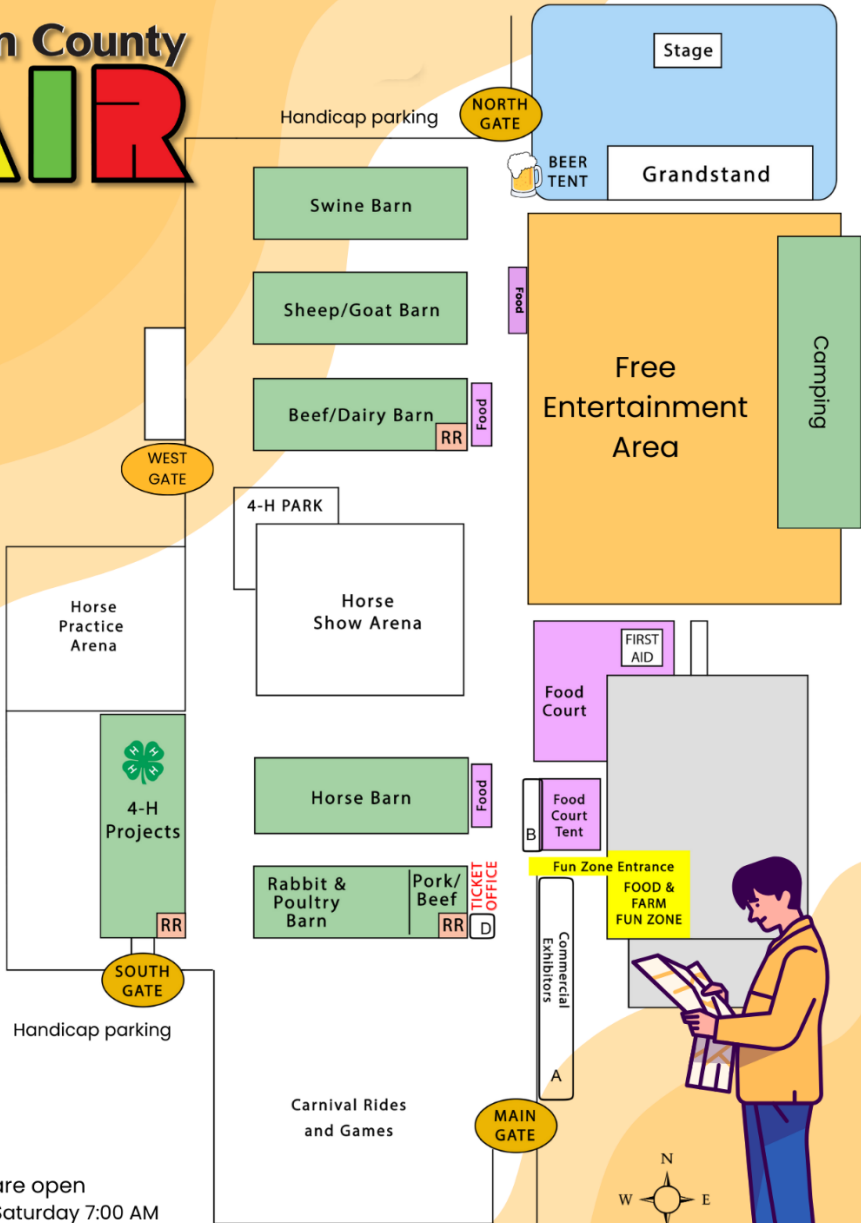 County
Stage
NORTH
GATE
Handicap parking
BEER
TENT
Grandstand
Swine Barn
Food
Sheep/Goat Barn
Free
Entertainment
Area
Camping
Beef/Dairy Barn
RR
Food
WEST
GATE
4-H PARK
Horse
Practice
Arena
Horse
Show Arena
FIRST
AID
Food
Court
H H
H H
4-H
Projects
RR
Horse Barn
Food
B
Food
Court
Tent
Fun Zone Entrance
FOOD &
FARM
FUN ZONE
Rabbit &
Poultry
Barn
Pork/
Beef
RR
TICKET
OFFICE
D
Commercial
Exhibitors
A
SOUTH
GATE
Handicap parking
Carnival Rides
and Games
MAIN
GATE
N
W E
are open
Saturday 7:00 AM